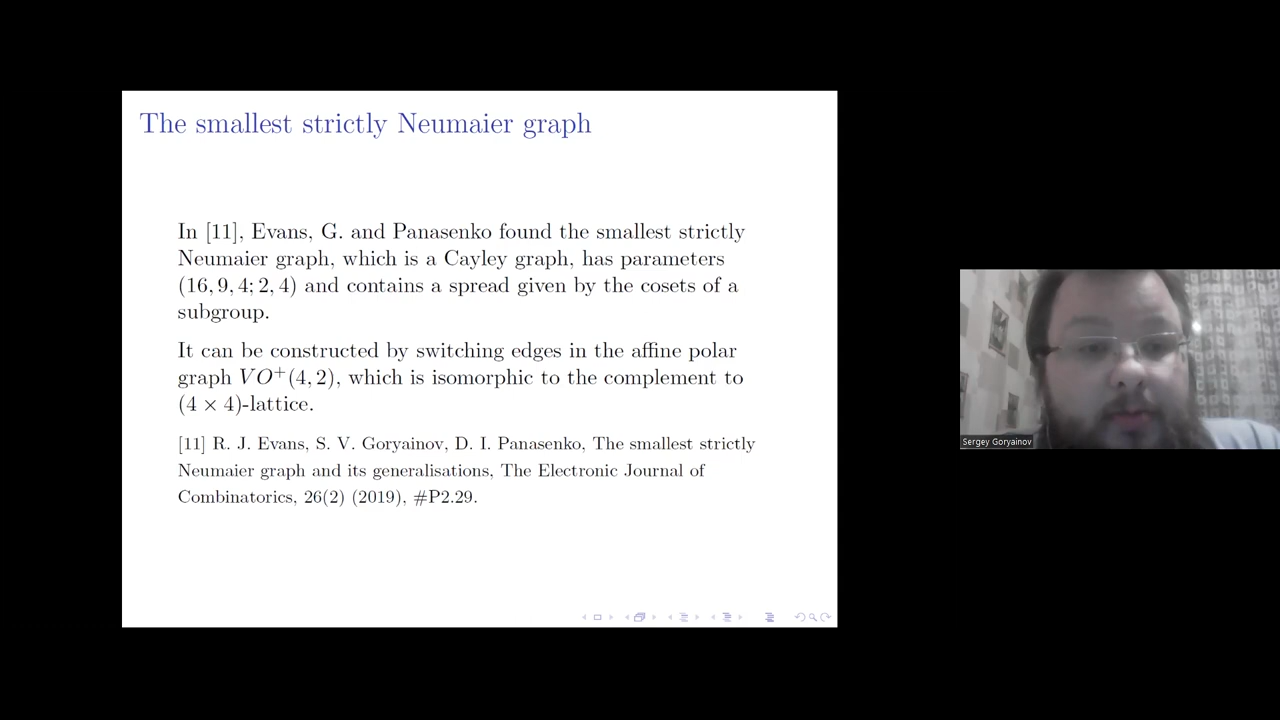 The smallest strictly Neumaier graph
In [11], Evans, G. and Panasenko found the smallest strictly
Neumaier graph, which is a Cayley graph, has parameters
(16, 9, 4; 2, 4) and contains a spread given by the cosets of a
subgroup.
It can be constructed by switching edges in the affine polar
graph VO⁺(4, 2), which is isomorphic to the complement to
(4 × 4)-lattice.
[11] R. J. Evans, S. V. Goryainov, D. I. Panasenko, The smallest strictly
Neumaier graph and its generalisations, The Electronic Journal of
Combinatorics, 26(2) (2019), #P2.29.
Sergey Goryainov